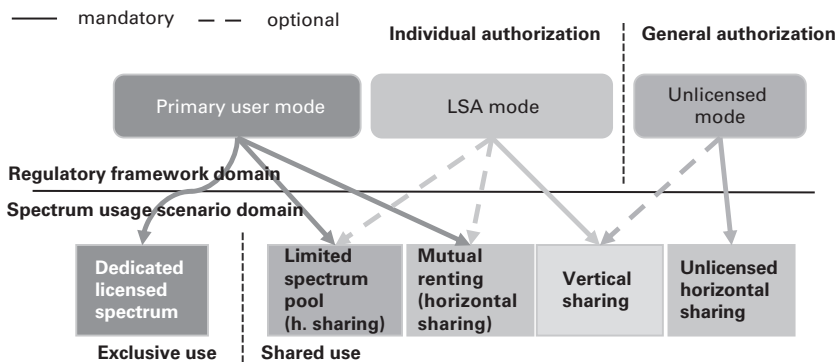 mandatory
optional
Individual authorization
General authorization
Primary user mode
LSA mode
Unlicensed
mode
Regulatory framework domain
Spectrum usage scenario domain
Dedicated
licensed
spectrum
Limited
spectrum
pool
(h. sharing)
Mutual
renting
(horizontal
sharing)
Vertical
sharing
Unlicensed
horizontal
sharing
Exclusive use
Shared use